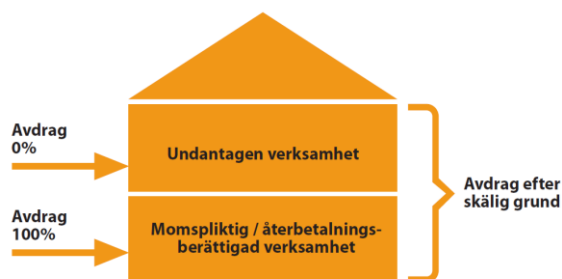 Avdrag
0%
Undantagen verksamhet
Avdrag
100%
Momspliktig / återbetalnings-
berättigad verksamhet
Avdrag efter
skälig grund